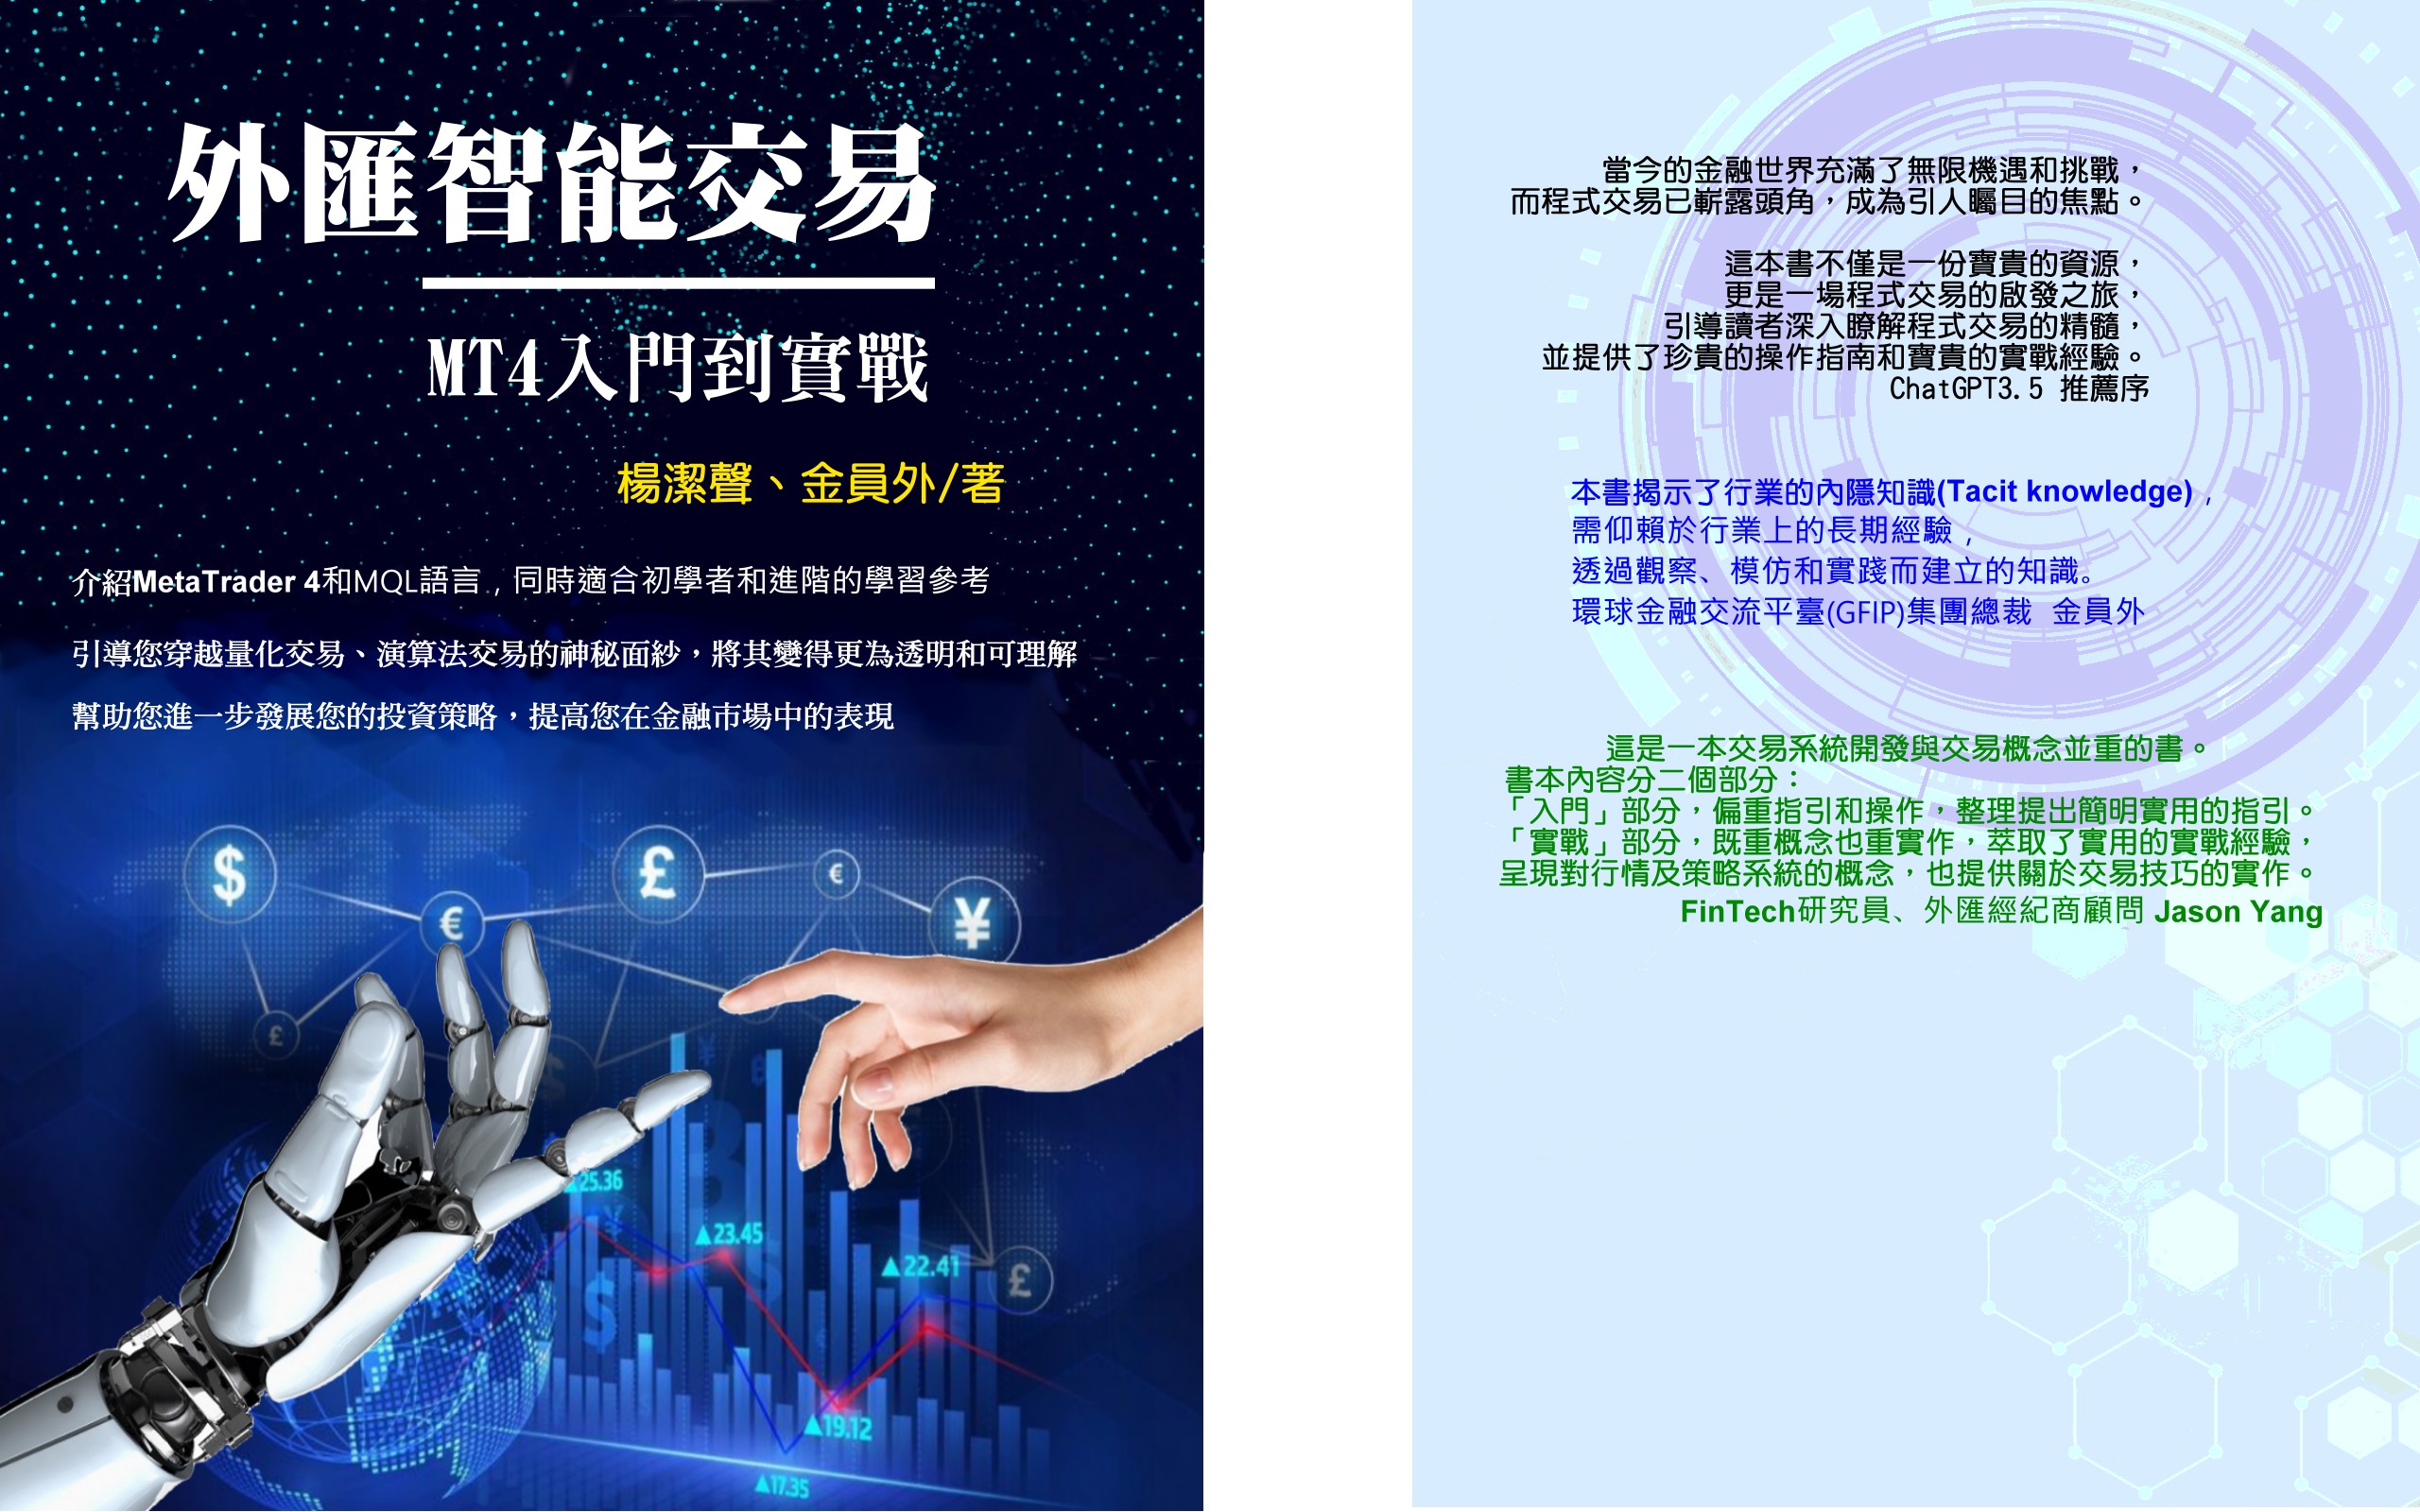 外匯智能交易
MT4入門到實戰
楊潔聲、金員外/著
介紹MetaTrader 4和MQL語言，同時適合初學者和進階的學習參考
引導您穿越量化交易、演算法交易的神秘面紗，將其變得更為透明和可理解
幫助您進一步發展您的投資策略，提高您在金融市場中的表現
$
£
€
¥
€
£
25.36
▲23.45
▲22.41
£
$
▲19.12
▲17.35
當今的金融世界充滿了無限機遇和挑戰，
而程式交易已嶄露頭角，成為引人矚目的焦點。
這本書不僅是一份寶貴的資源，
更是一場程式交易的啟發之旅，
引導讀者深入瞭解程式交易的精髓，
並提供了珍貴的操作指南和寶貴的實戰經驗。
ChatGPT3.5 推薦序
本書揭示了行業的內隱知識(Tacit knowledge)，
需仰賴於行業上的長期經驗，
透過觀察、模仿和實踐而建立的知識。
環球金融交流平臺(GFIP)集團總裁 金員外
這是一本交易系統開發與交易概念並重的書。
書本內容分二個部分：
「入門」部分，偏重指引和操作，整理提出簡明實用的指引。
「實戰」部分，既重概念也重實作，萃取了實用的實戰經驗，
呈現對行情及策略系統的概念，也提供關於交易技巧的實作。
FinTech研究員、外匯經紀商顧問 Jason Yang